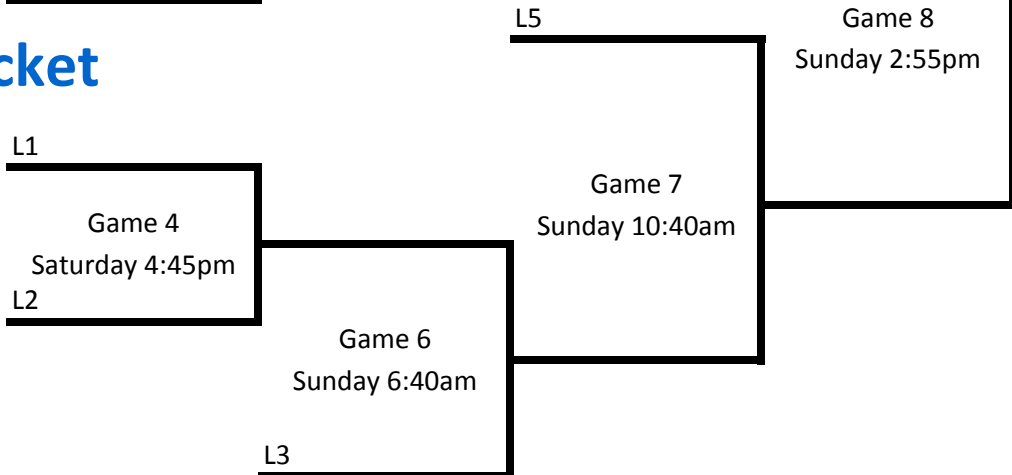 L5
Game 8
Sunday 2:55pm
cket
L1
Game 7
Sunday 10:40am
Game 4
Saturday 4:45pm
L2
Game 6
Sunday 6:40am
L3